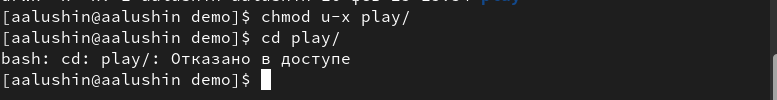 [aalushin@aalushin demo]$ chmod u-x play/
[aalushin@aalushin demo]$ cd play/
bash: cd: play/: Отказано в доступе
[aalushin@aalushin demo]$